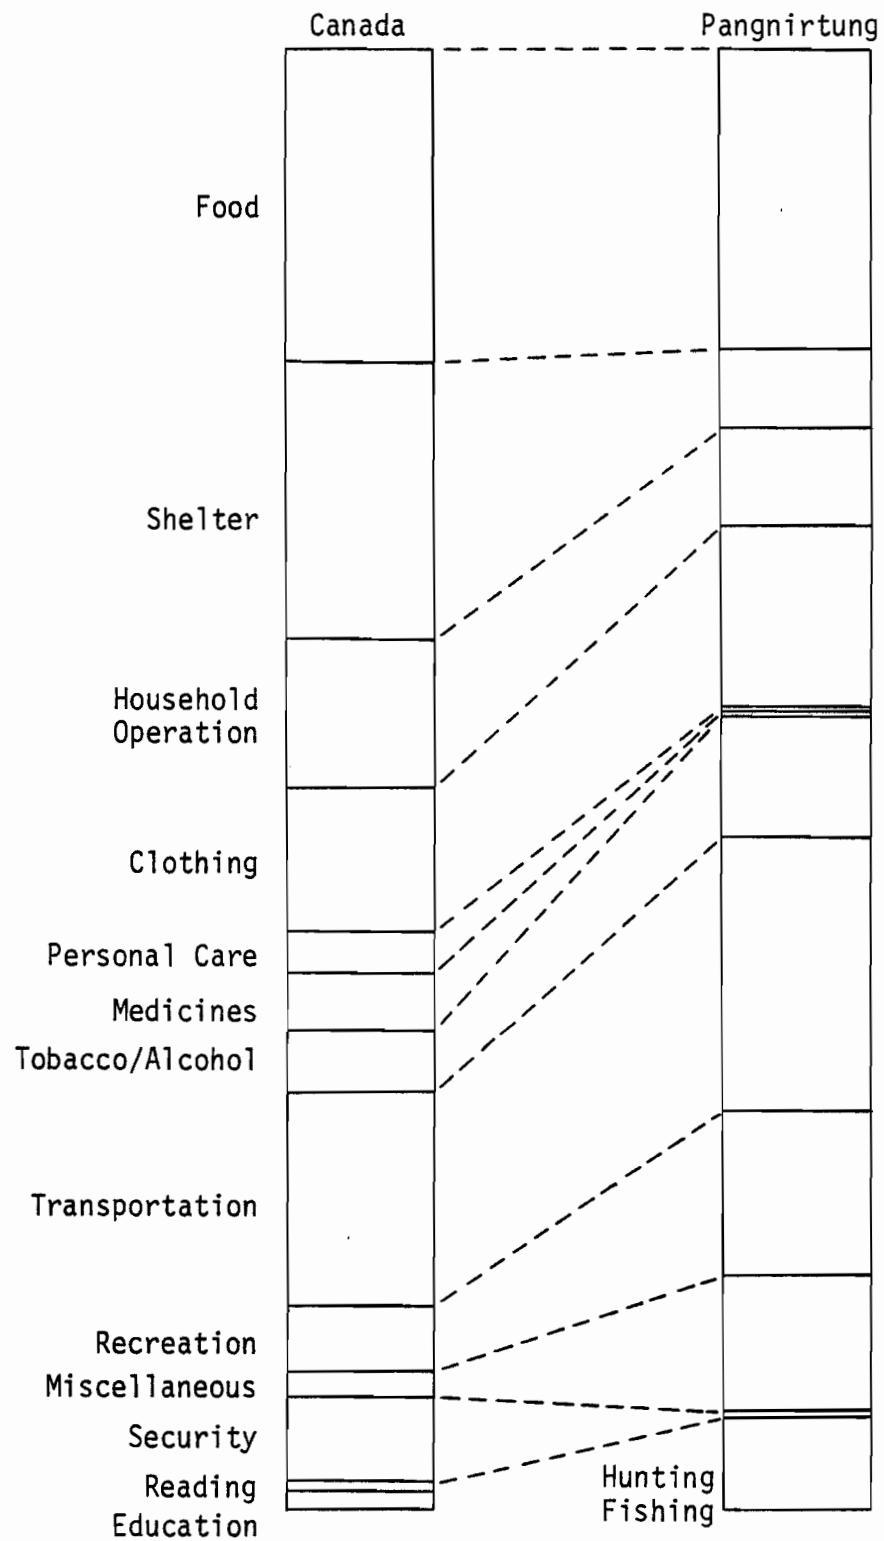 Canada
Pangnirtung
Food
Shelter
Household
Operation
Clothing
Personal Care
Medicines
Tobacco/Alcohol
Transportation
Recreation
Miscellaneous
Security
Reading
Education
Hunting
Fishing